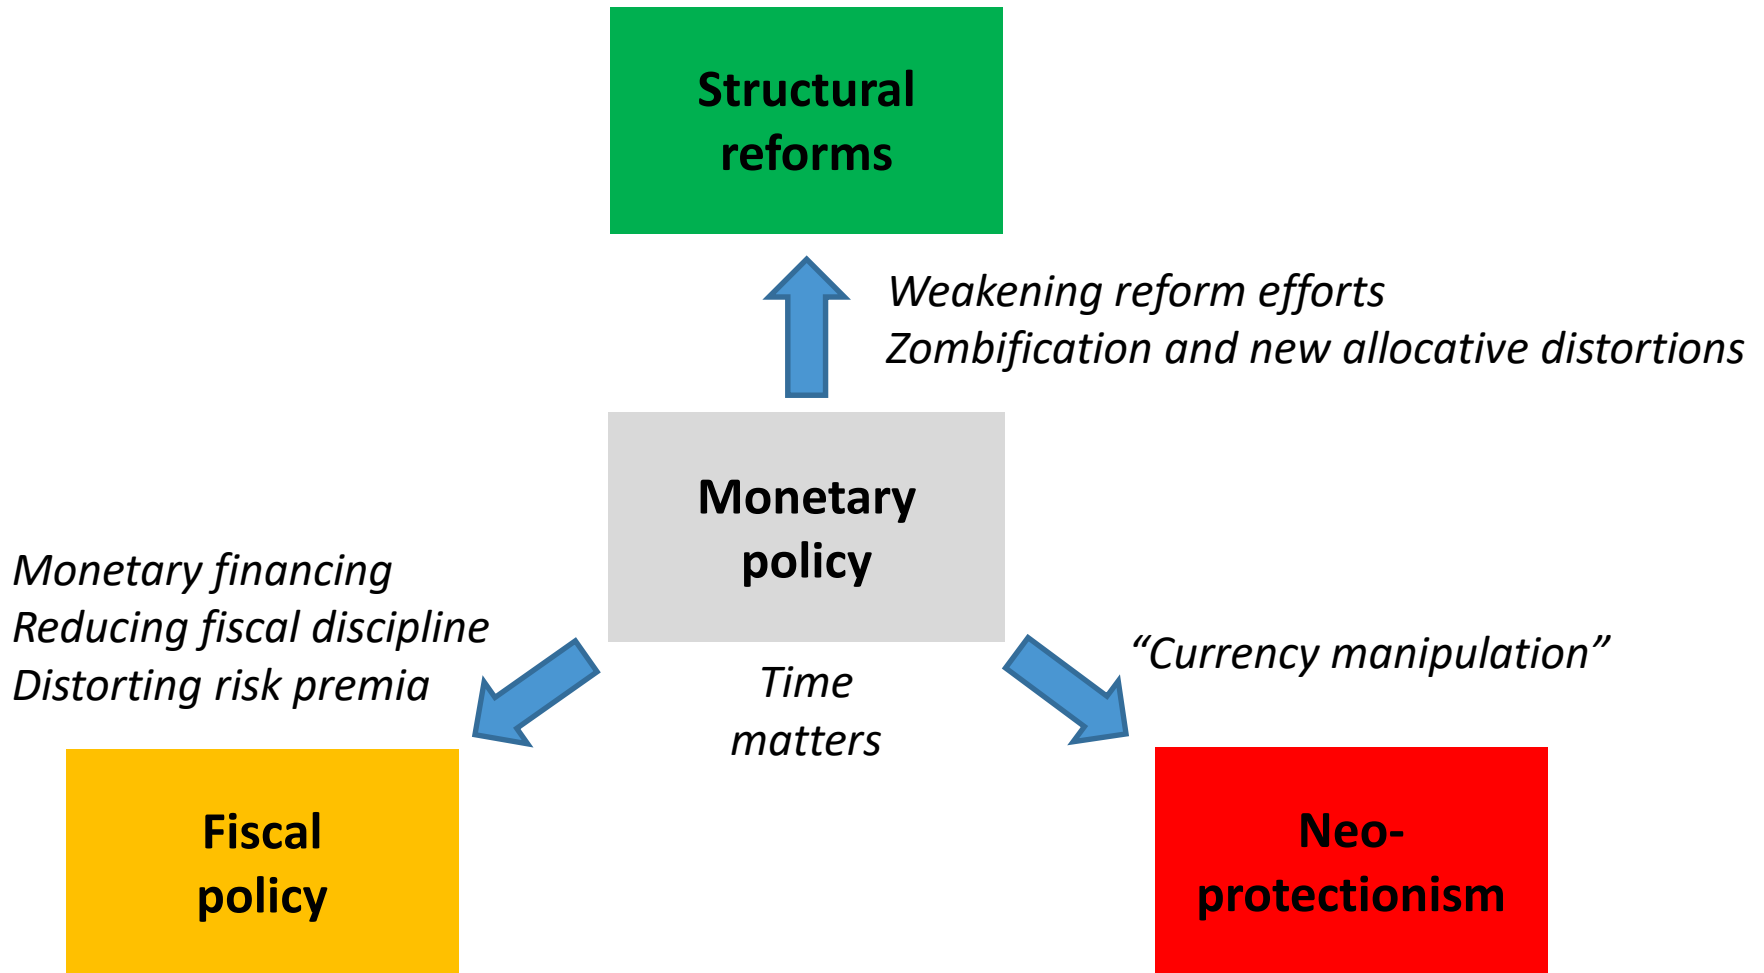 Structural
reforms
Weakening reform efforts
Zombification and new allocative distortions
Monetary
policy
Monetary financing
Reducing fiscal discipline
Distorting risk premia
Time
matters
“Currency manipulation”
Fiscal
policy
Neo-
protectionism